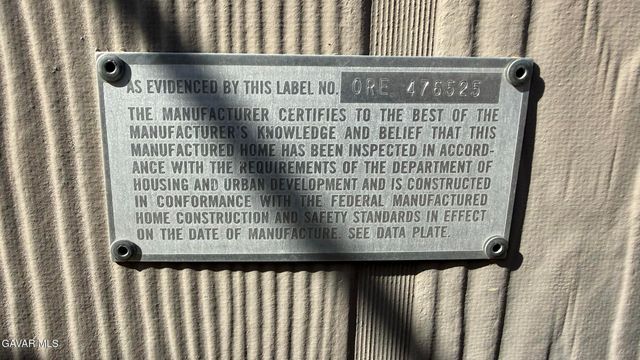 AS EVIDENCED BY THIS LABEL NO. ORE 475525
THE MANUFACTURER CERTIFIES TO THE BEST OF THE
MANUFACTURER'S KNOWLEDGE AND BELIEF THAT THIS
MANUFACTURED HOME HAS BEEN INSPECTED IN ACCORD-
ANCE WITH THE REQUIREMENTS OF THE DEPARTMENT OF
HOUSING AND URBAN DEVELOPMENT AND IS CONSTRUCTED
IN CONFORMANCE WITH THE FEDERAL MANUFACTURED
HOME CONSTRUCTION AND SAFETY STANDARDS IN EFFECT
ON THE DATE OF MANUFACTURE. SEE DATA PLATE.
GAVAR MLS